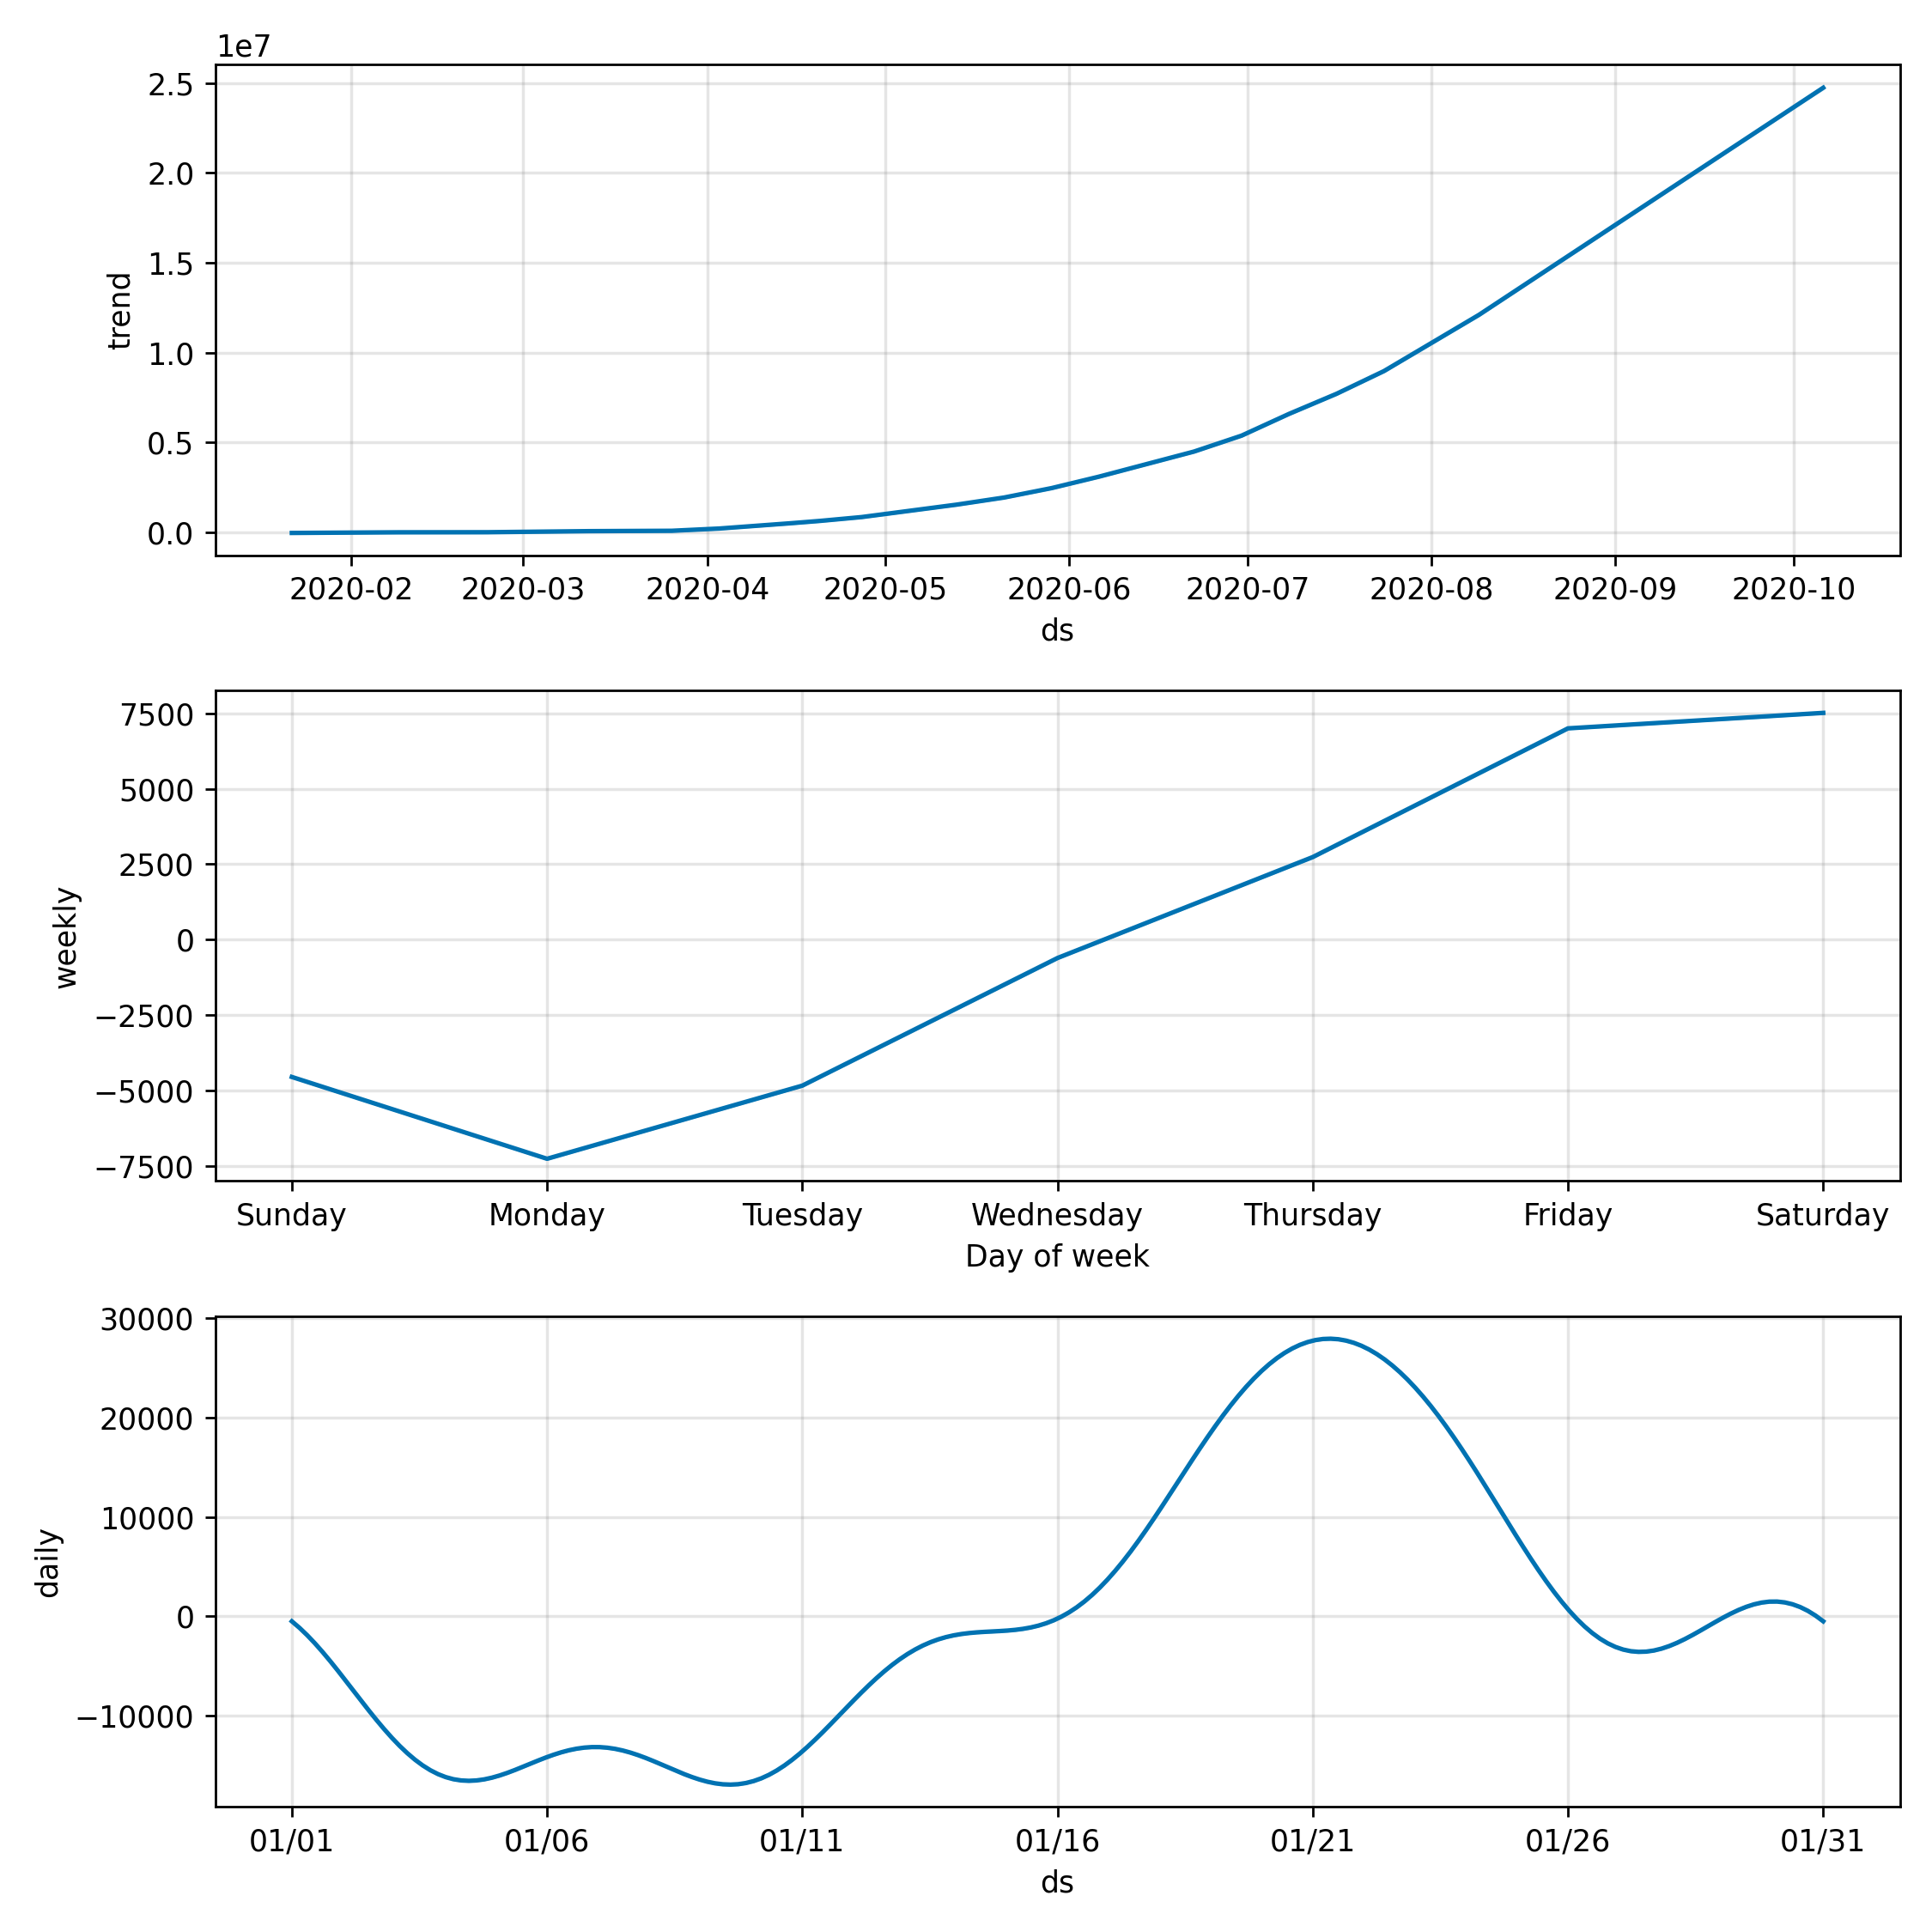 1e7
2.5
2.0
1.5
1.0
0.5
0.0
trend
2020-02 2020-03 2020-04 2020-05 2020-06 2020-07 2020-08 2020-09 2020-10
ds
7500
5000
2500
0
−2500
−5000
−7500
weekly
Sunday Monday Tuesday Wednesday Thursday Friday Saturday
Day of week
30000
20000
10000
0
−10000
daily
01/01 01/06 01/11 01/16 01/21 01/26 01/31
ds